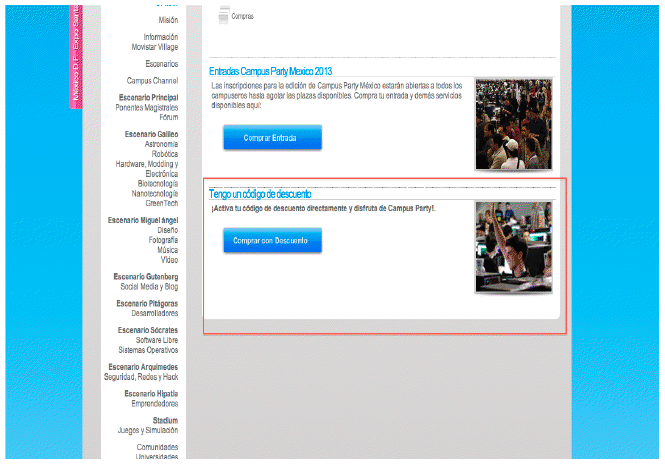 México D.F. Expo Santa
Misión
Información
Movistar Village
Escenarios
Campus Channel
Escenario Principal
Ponentes Magistrales
Fórum
Escenario Galileo
Astronomía
Robótica
Hardware, Modding y
Electrónica
Biotecnología
Nanotecnología
GreenTech
Escenario Miguel ángel
Diseño
Fotografía
Música
Vídeo
Escenario Gutenberg
Social Media y Blog
Escenario Pitágoras
Desarrolladores
Escenario Sócrates
Software Libre
Sistemas Operativos
Escenario Arquímedes
Seguridad, Redes y Hack
Escenario Hipatia
Emprendedores
Stadium
Juegos y Simulación
Comunidades
Universidades
Compras
Entradas Campus Party Mexico 2013
Las inscripciones para la edición de Campus Party México estarán abiertas a todos los
campuseros hasta agotar las plazas disponibles. Compra tu entrada y demás servicios
disponibles aquí:
Comprar Entrada
Tengo un código de descuento
¡Activa tu código de descuento directamente y disfruta de Campus Party!.
Comprar con Descuento